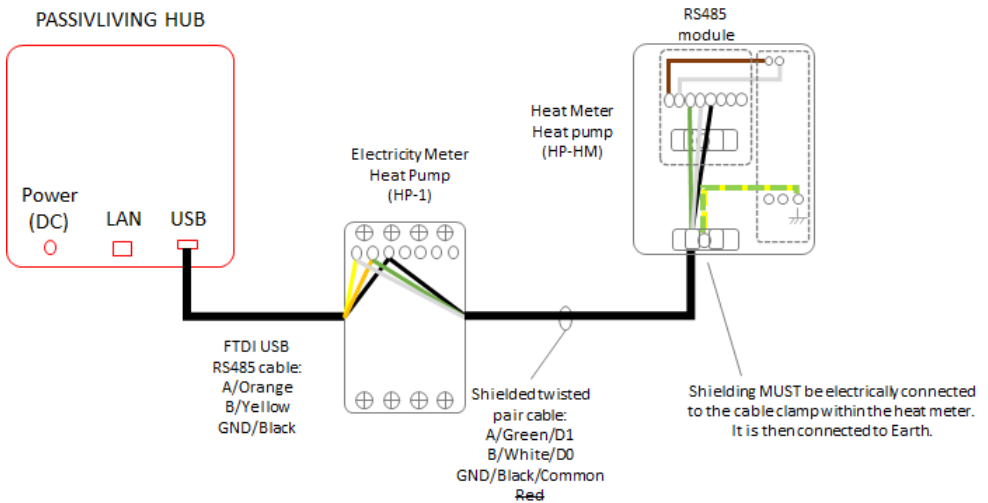 PASSIVLIVING HUB
Power
(DC)
LAN
USB
FTDI USB
RS485 cable:
A/Orange
B/Yellow
GND/Black
Electricity Meter
Heat Pump
(HP-1)
Shielded twisted
pair cable:
A/Green/D1
B/White/D0
GND/Black/Common
Red
Heat Meter
Heat pump
(HP-HM)
RS485
module
Shielding MUST be electrically connected
to the cable clamp within the heat meter.
It is then connected to Earth.